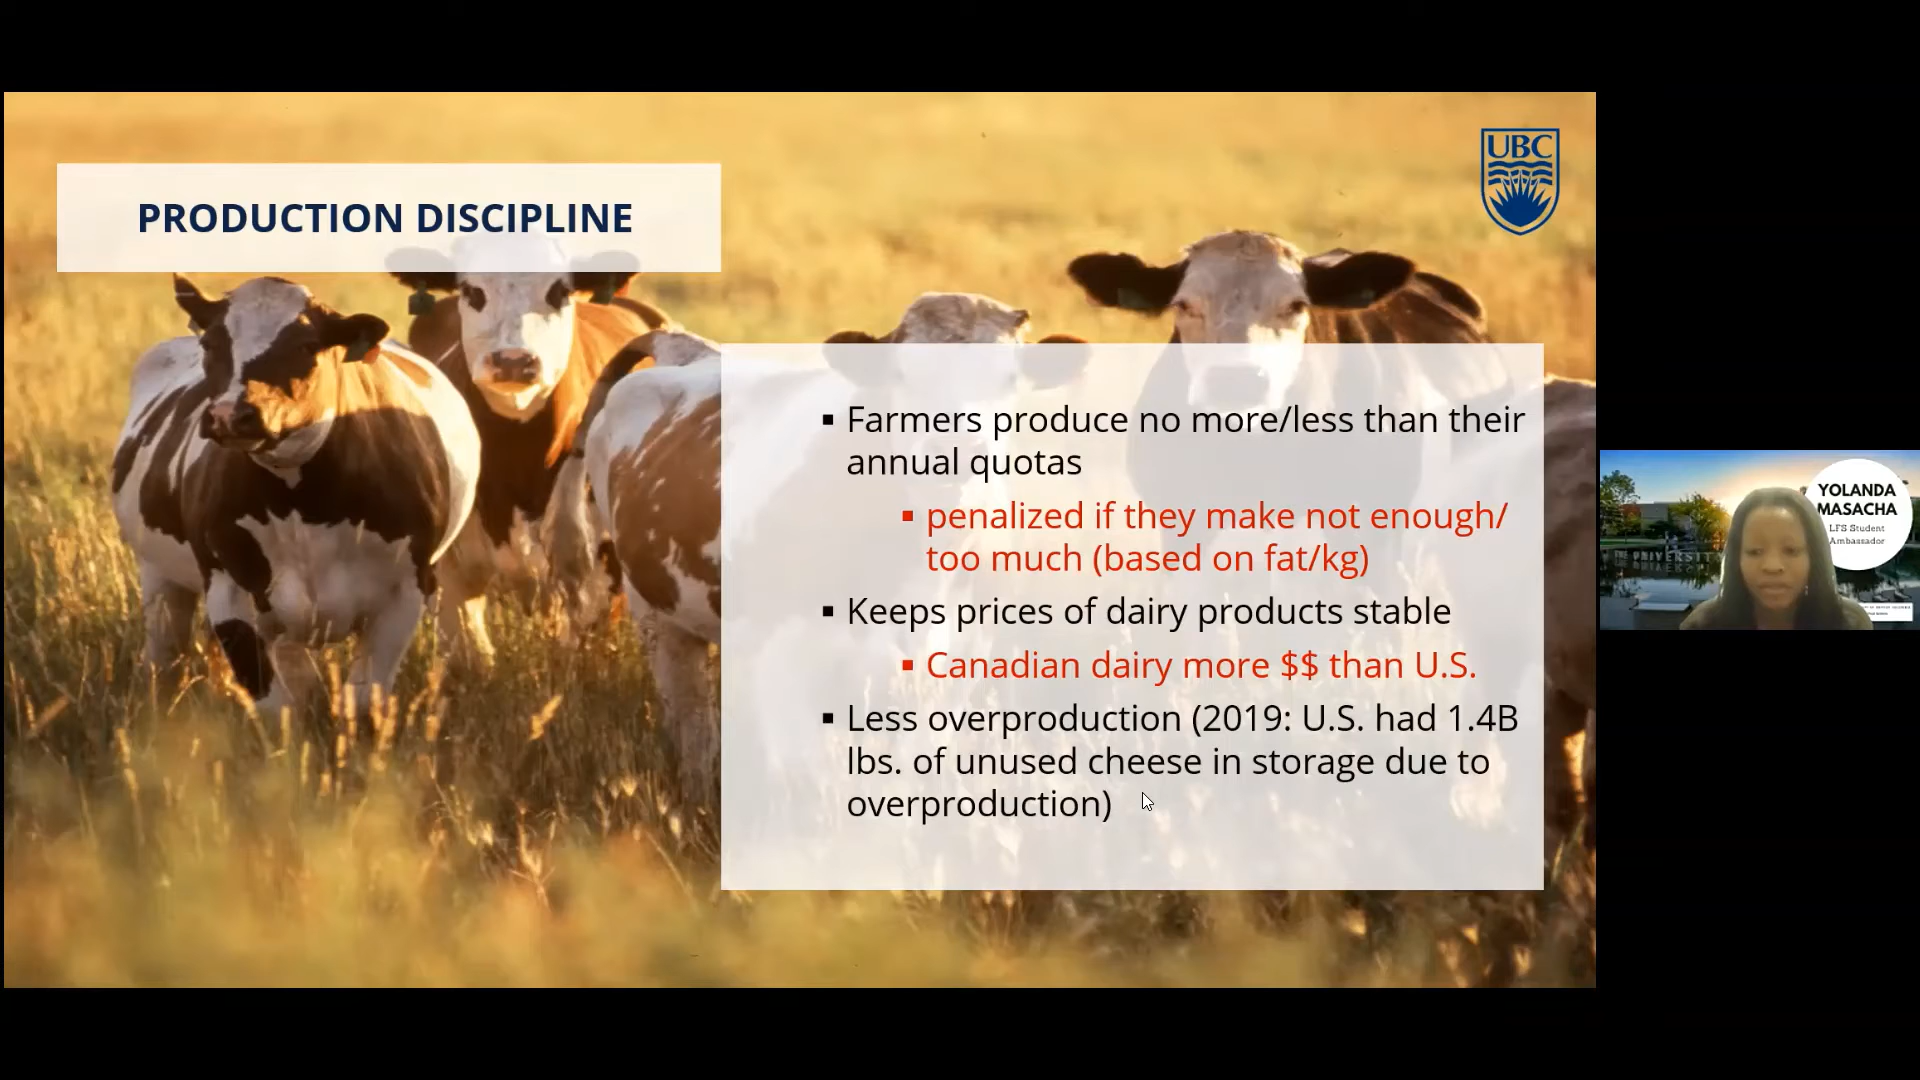 PRODUCTION DISCIPLINE
UBC
▪ Farmers produce no more/less than their
annual quotas
▪ penalized if they make not enough/
too much (based on fat/kg)
▪ Keeps prices of dairy products stable
▪ Canadian dairy more $$ than U.S.
▪ Less overproduction (2019: U.S. had 1.4B
lbs. of unused cheese in storage due to
overproduction)
YOLANDA
MASACHA
LFS Student
Ambassador
THE UNIVERSITY